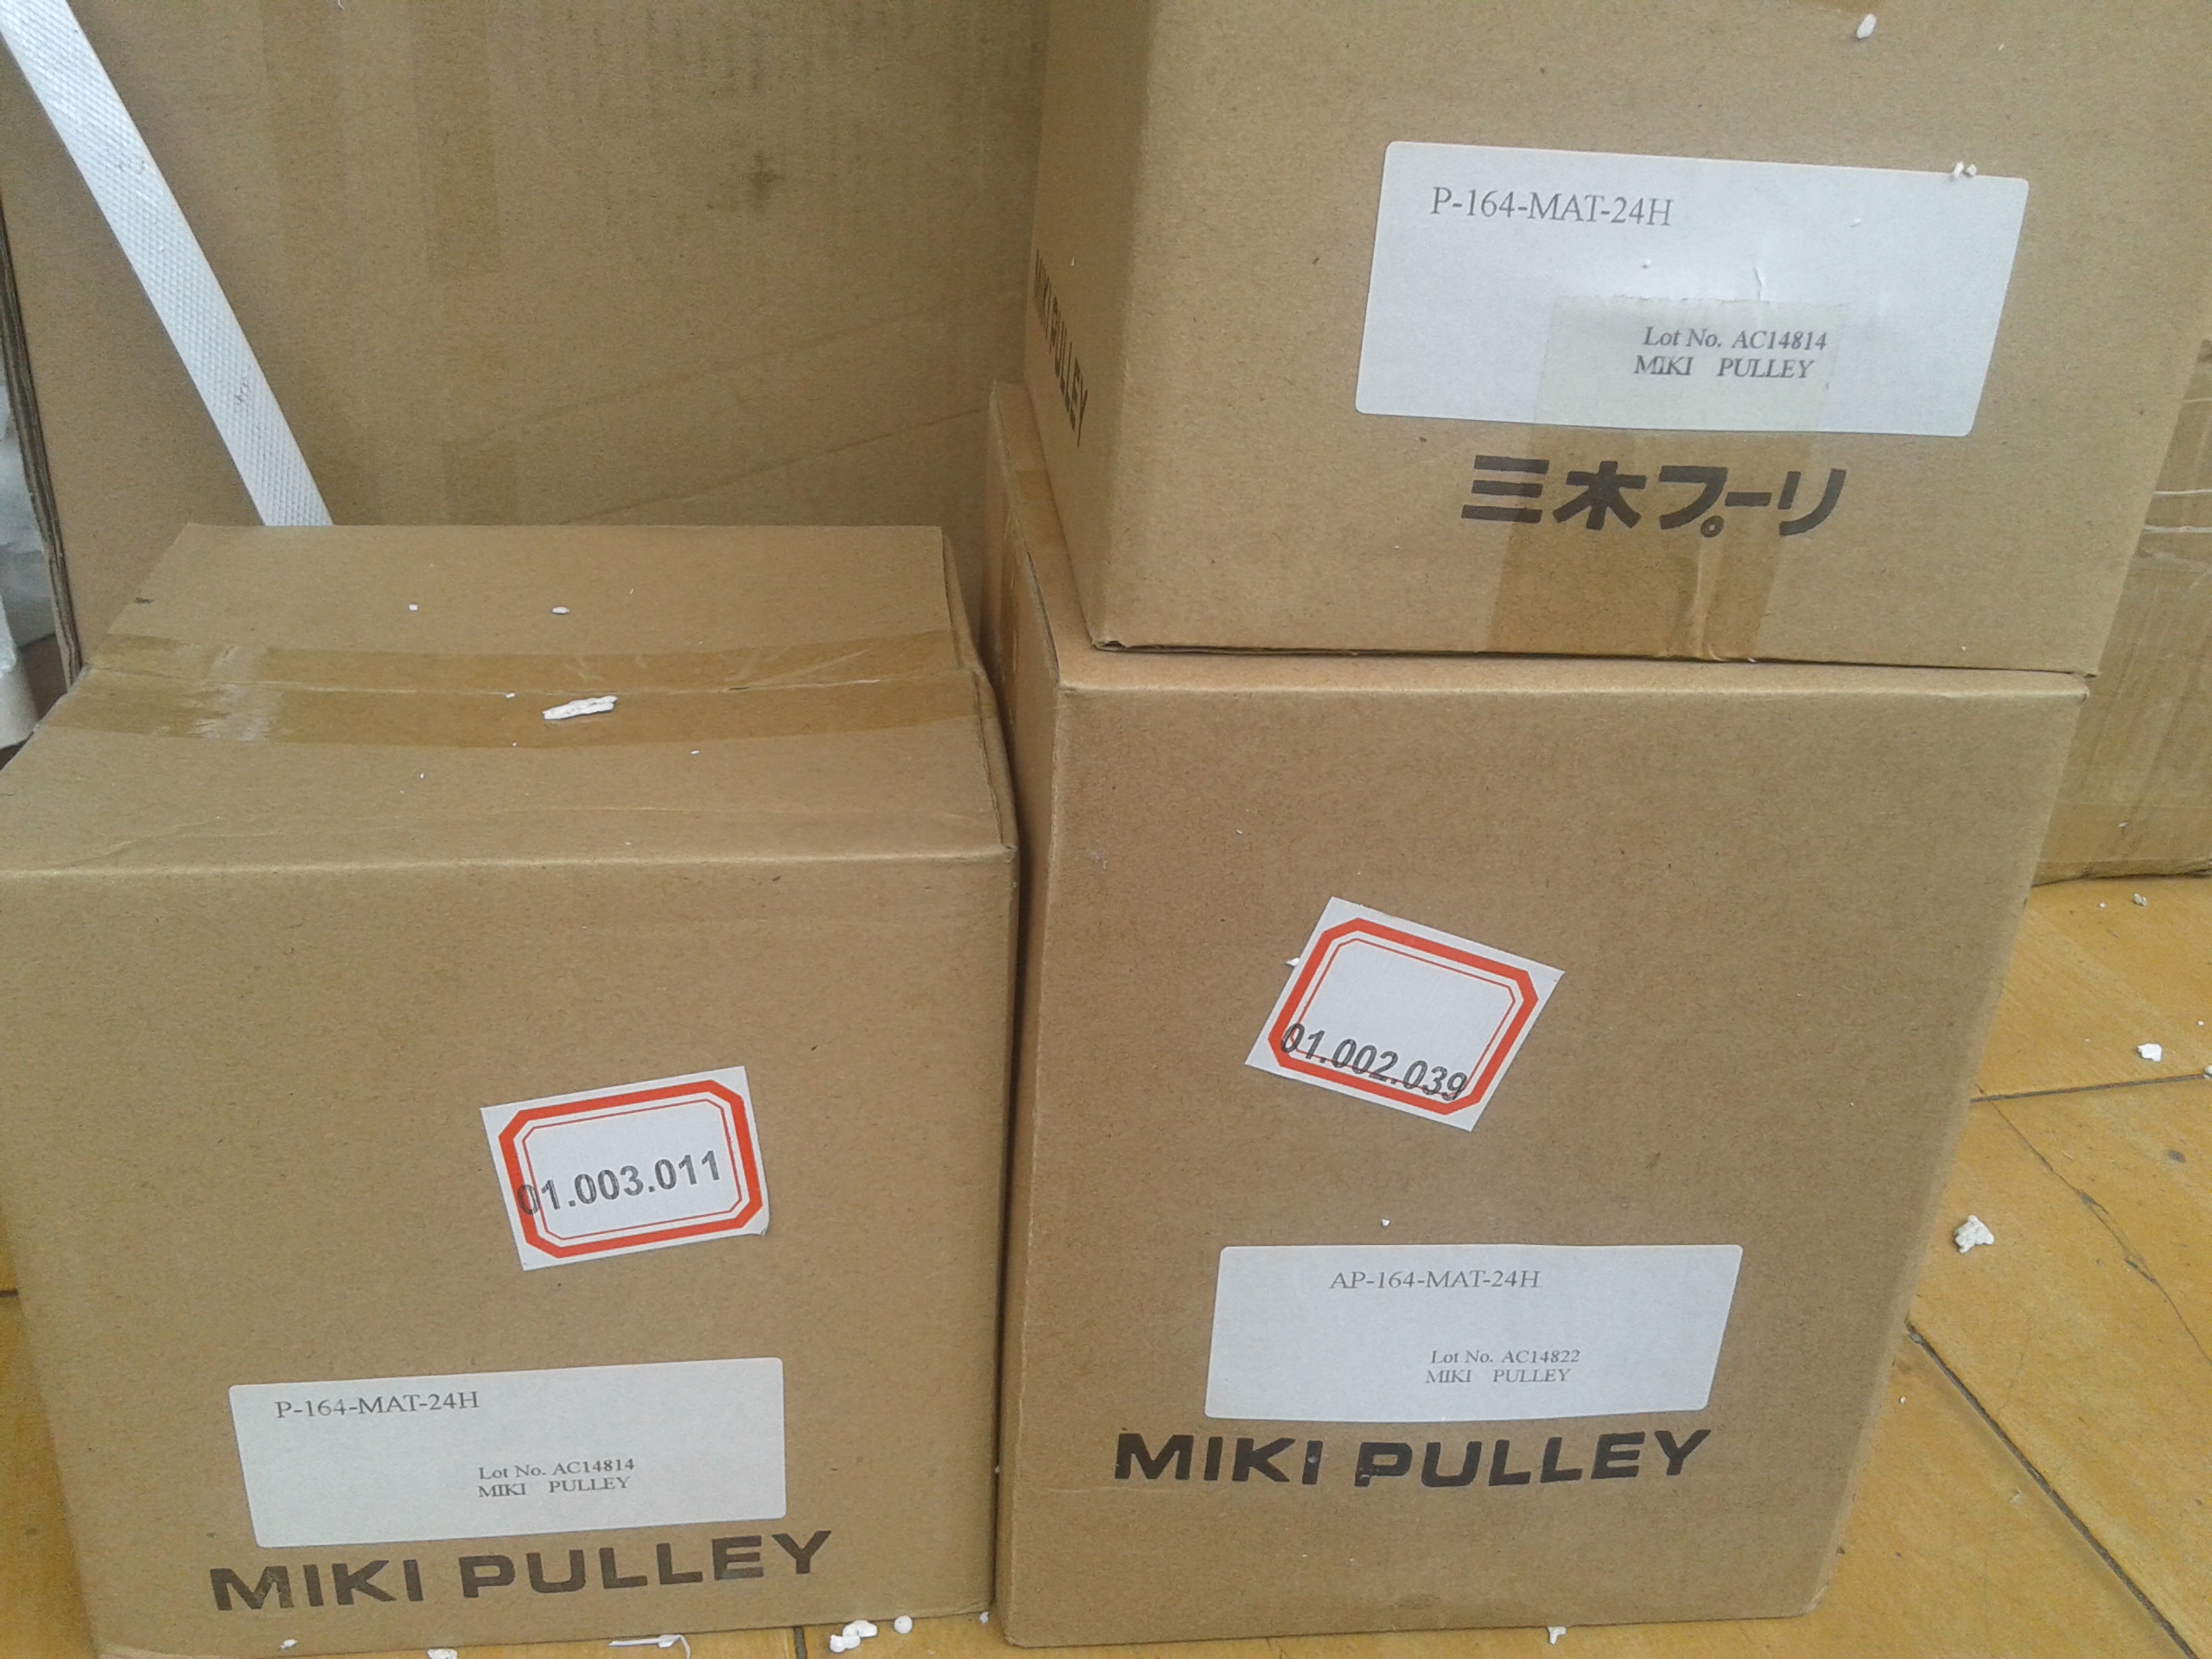 P-164-MAT-24H
Lot No. AC14814
MIKI PULLEY
三木プーリ
MIKI PULLEY
01.003.011
P-164-MAT-24H
Lot No. AC14814
MIKI PULLEY
MIKI PULLEY
01.002.039
AP-164-MAT-24H
Lot No. AC14822
MIKI PULLEY
MIKI PULLEY